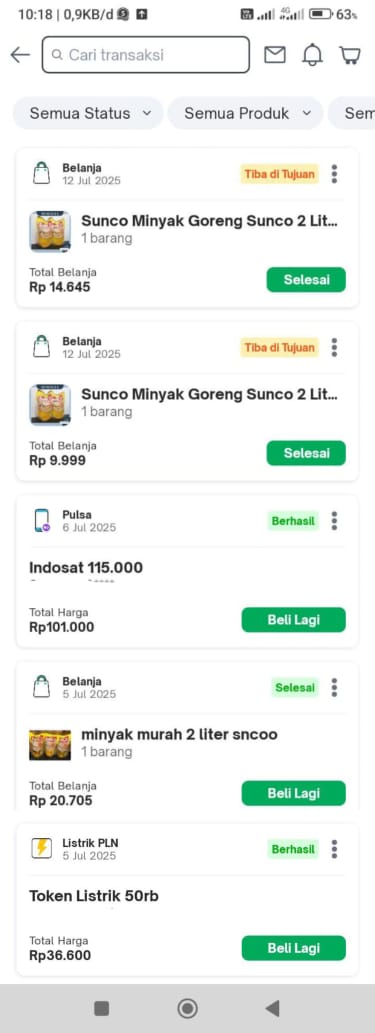 10:18 | 0,9KB/d
4G
63%
Cari transaksi
Semua Status
Semua Produk
Sem
Belanja
12 Jul 2025
Tiba di Tujuan
Sunco Minyak Goreng Sunco 2 Lit...
1 barang
Total Belanja
Rp 14.645
Selesai
Belanja
12 Jul 2025
Tiba di Tujuan
Sunco Minyak Goreng Sunco 2 Lit...
1 barang
Total Belanja
Rp 9.999
Selesai
Pulsa
6 Jul 2025
Berhasil
Indosat 115.000
Total Harga
Rp101.000
Beli Lagi
Belanja
5 Jul 2025
Selesai
minyak murah 2 liter sncoo
1 barang
Total Belanja
Rp 20.705
Beli Lagi
Listrik PLN
5 Jul 2025
Berhasil
Token Listrik 50rb
Total Harga
Rp36.600
Beli Lagi